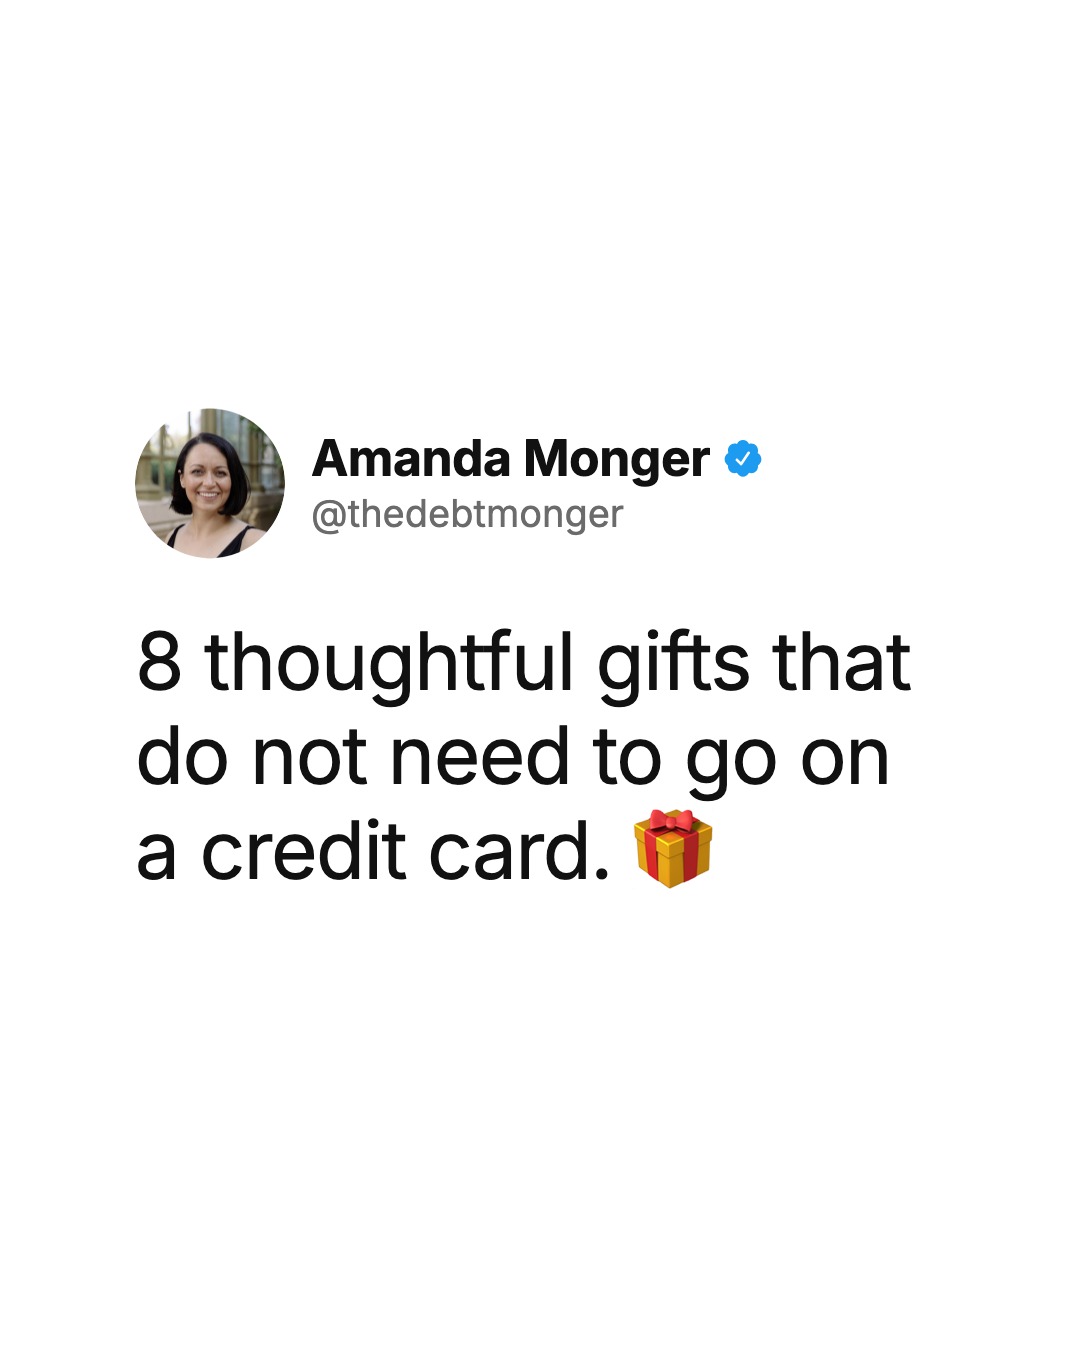 Amanda Monger
@thedebtmonger
8 thoughtful gifts that
do not need to go on
a credit card. 🎁